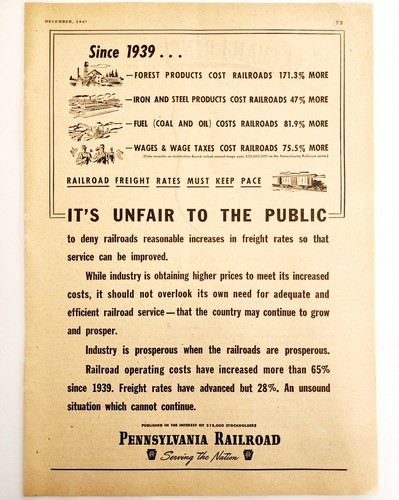 DECEMBER, 1947
73
Since 1939 . . .
—FOREST PRODUCTS COST RAILROADS 171.3% MORE
—IRON AND STEEL PRODUCTS COST RAILROADS 47% MORE
—FUEL (COAL AND OIL) COSTS RAILROADS 81.9% MORE
—WAGES & WAGE TAXES COST RAILROADS 75.5% MORE
RAILROAD FREIGHT RATES MUST KEEP PACE
IT'S UNFAIR TO THE PUBLIC
to deny railroads reasonable increases in freight rates so that
service can be improved.
While industry is obtaining higher prices to meet its increased
costs, it should not overlook its own need for adequate and
efficient railroad service—that the country may continue to grow
and prosper.
Industry is prosperous when the railroads are prosperous.
Railroad operating costs have increased more than 65%
since 1939. Freight rates have advanced but 28%. An unsound
situation which cannot continue.
PUBLISHED IN THE INTEREST OF 215,000 STOCKHOLDERS
PENNSYLVANIA RAILROAD
Serving the Nation